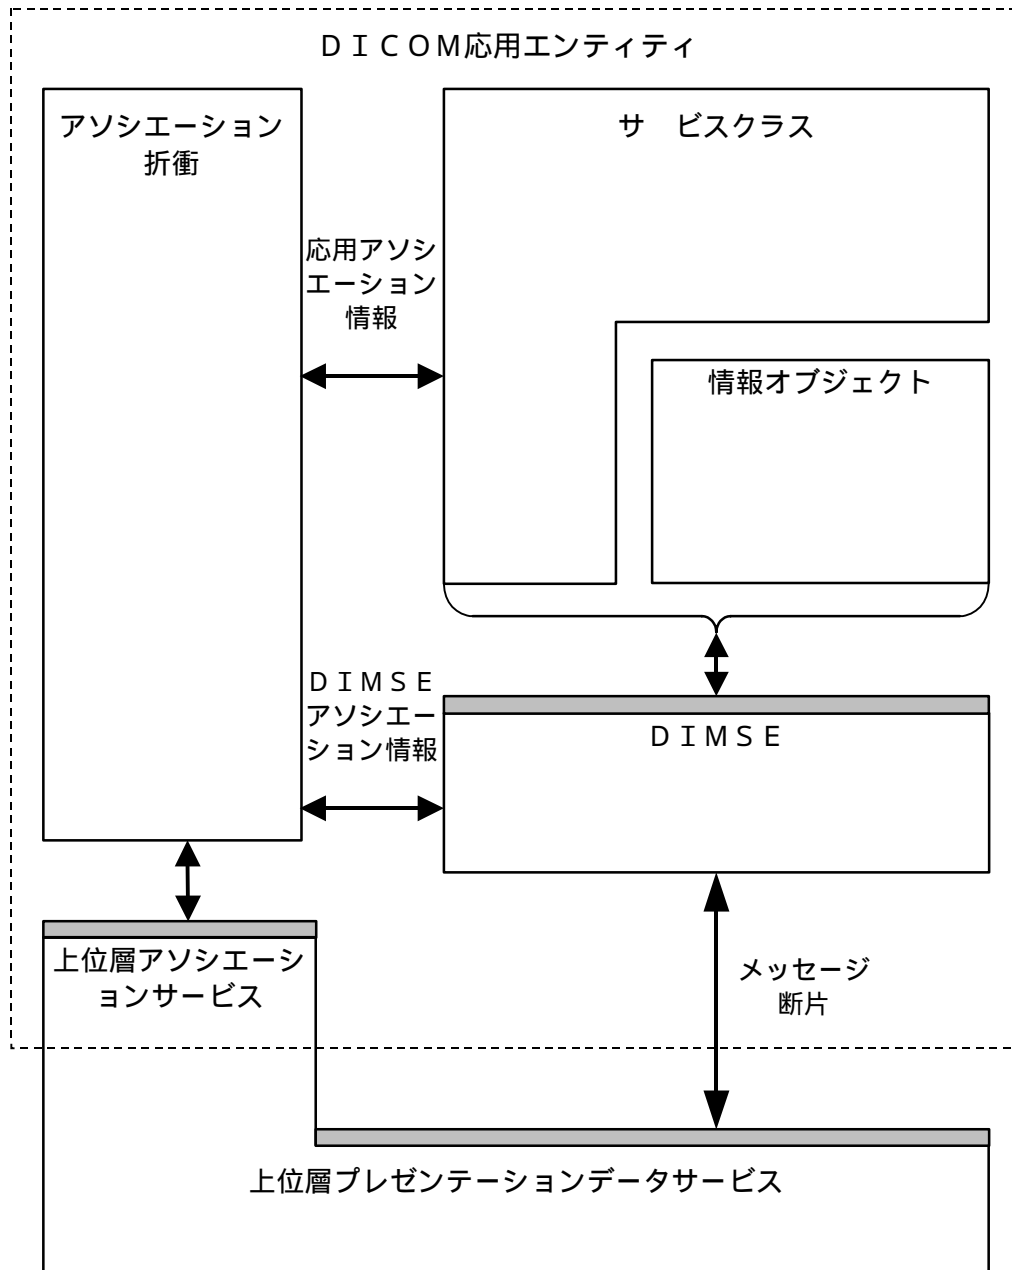 ＤＩＣＯＭ応用エンティティ
アソシエーション
折衝
サ　ビスクラス
応用アソシ
エーション
情報
情報オブジェクト
ＤＩＭＳＥ
アソシエー
ション情報
ＤＩＭＳＥ
上位層アソシエーシ
ョンサービス
メッセージ
断片
上位層プレゼンテーションデータサービス